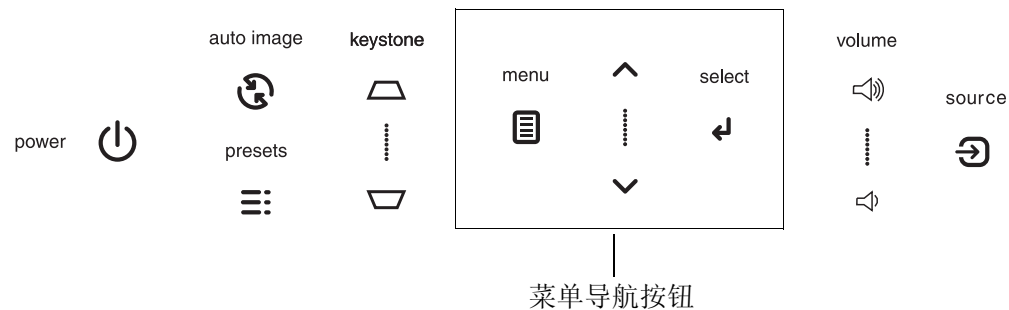 power
auto image
presets
keystone
menu
select
volume
source
菜单导航按钮